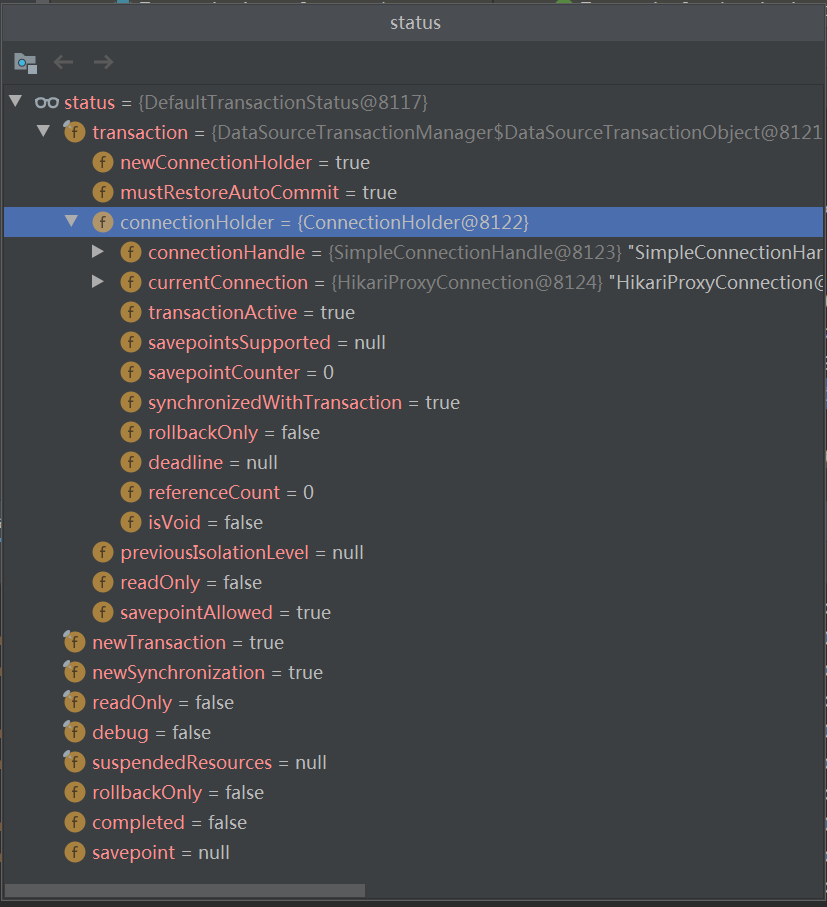 status
status = {DefaultTransactionStatus@8117}
transaction = {DataSourceTransactionManager$DataSourceTransactionObject@8121
newConnectionHolder = true
mustRestoreAutoCommit = true
connectionHolder = {ConnectionHolder@8122}
connectionHandle = {SimpleConnectionHandle@8123} "SimpleConnectionHar
currentConnection = {HikariProxyConnection@8124} "HikariProxyConnection@
transactionActive = true
savepointsSupported = null
savepointCounter = 0
synchronizedWithTransaction = true
rollbackOnly = false
deadline = null
referenceCount = 0
isVoid = false
previousIsolationLevel = null
readOnly = false
savepointAllowed = true
newTransaction = true
newSynchronization = true
readOnly = false
debug = false
suspendedResources = null
rollbackOnly = false
completed = false
savepoint = null